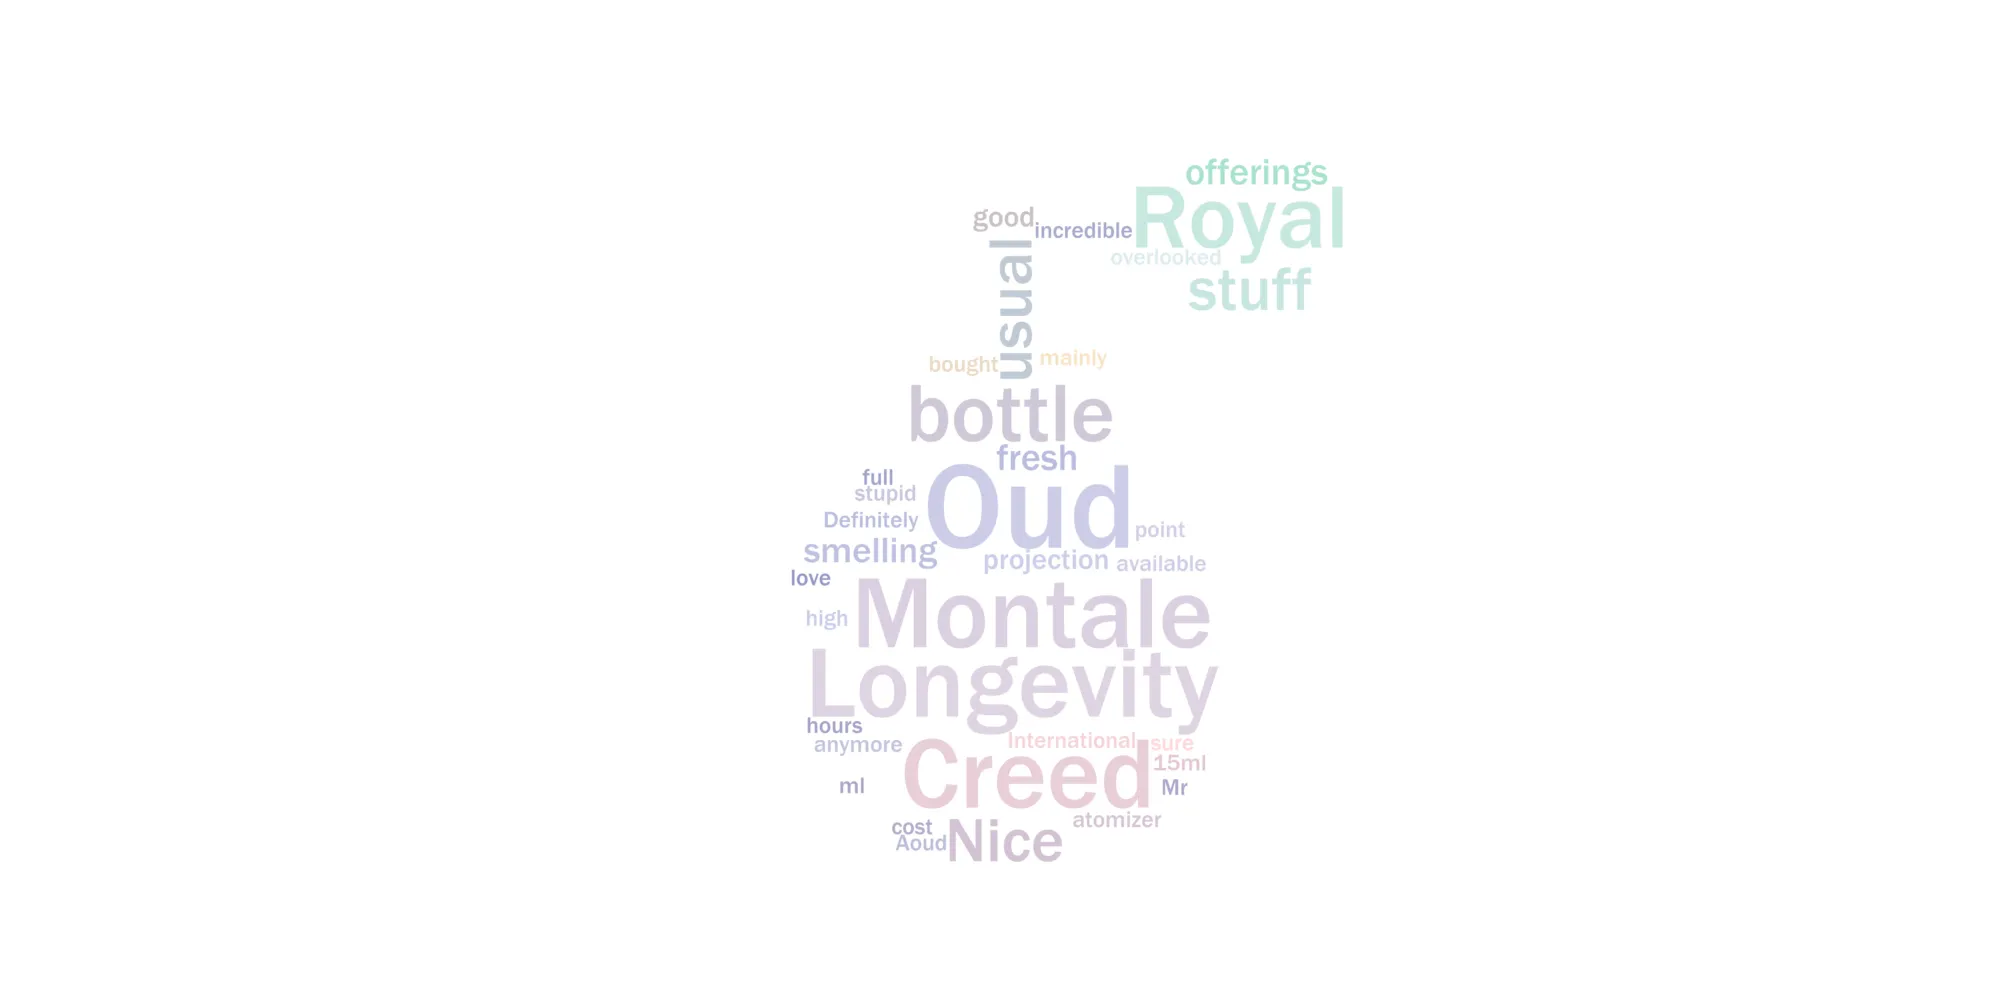 offerings
Royal
good
incredible
overlooked
stuff
usual
bought
mainly
bottle
fresh
full
stupid
Oud
Definitely
point
smelling
projection
available
love
Montale
high
Longevity
hours
anymore
International
sure
Creed
15ml
ml
Mr
atomizer
cost
Aoud
Nice